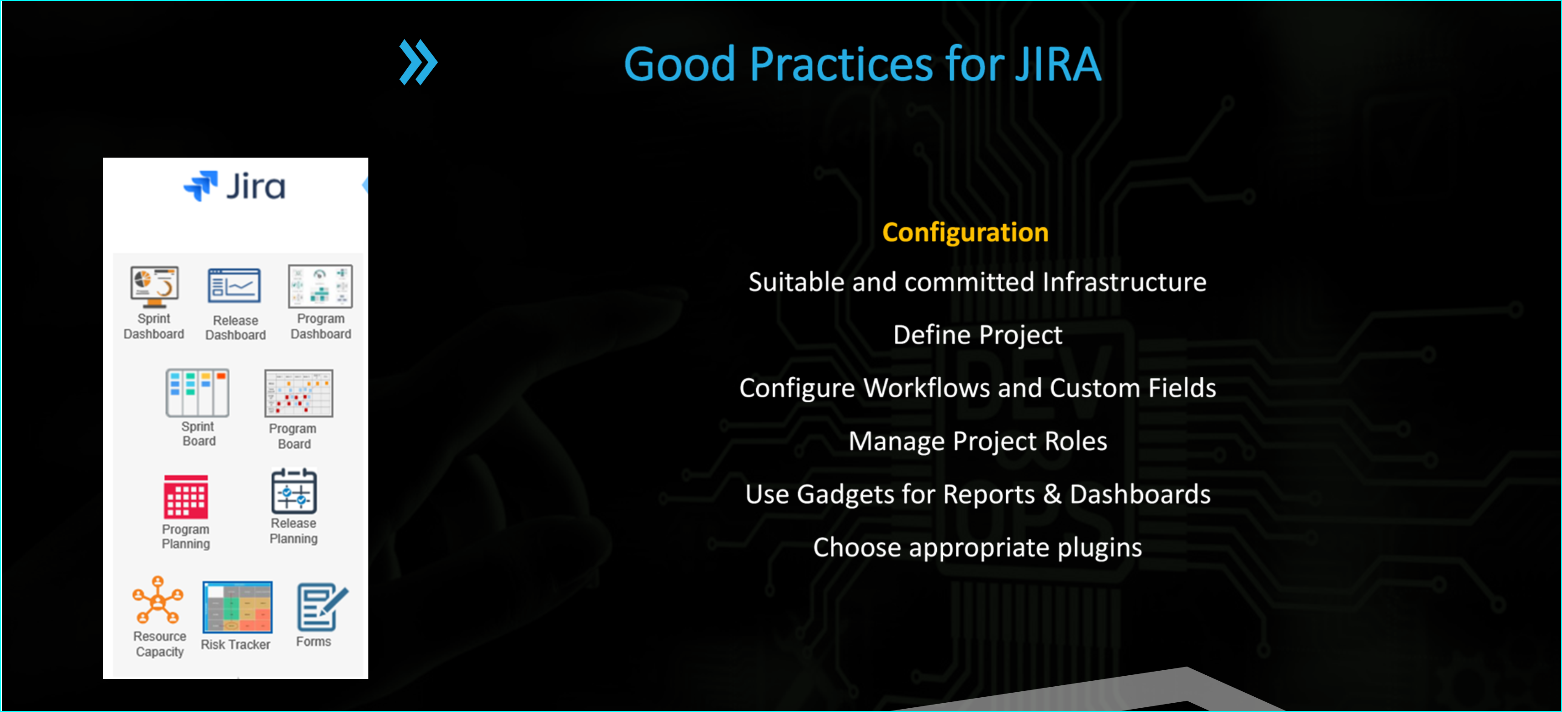 Good Practices for JIRA
Jira
Sprint
Dashboard
Release
Dashboard
Program
Dashboard
Sprint
Board
Program
Board
Program
Planning
Release
Planning
Resource
Capacity
Risk Tracker
Forms
Configuration
Suitable and committed Infrastructure
Define Project
Configure Workflows and Custom Fields
Manage Project Roles
Use Gadgets for Reports & Dashboards
Choose appropriate plugins
DEV
&
OPS